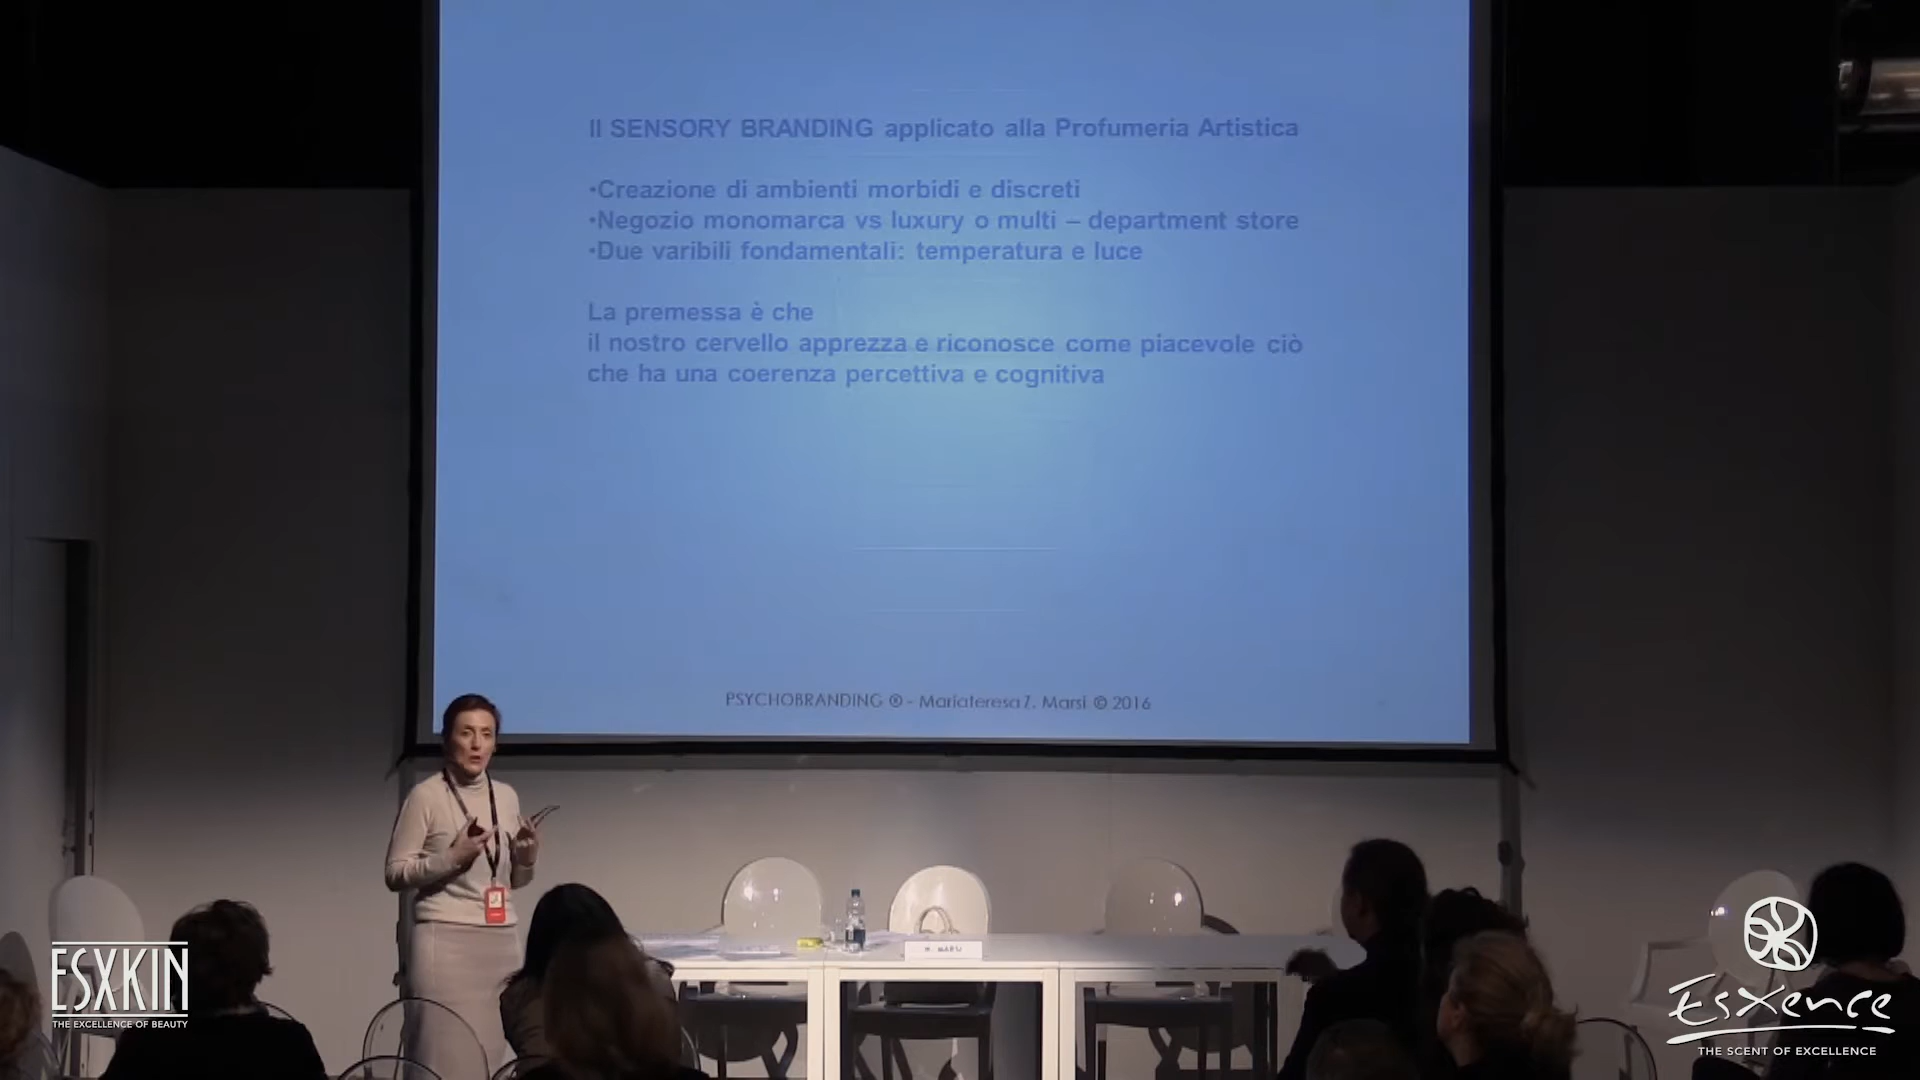 Il SENSORY BRANDING applicato alla Profumeria Artistica
•Creazione di ambienti morbidi e discreti
•Negozio monomarca vs luxury o multi – department store
•Due varibili fondamentali: temperatura e luce
La premessa è che
il nostro cervello apprezza e riconosce come piacevole ciò
che ha una coerenza percettiva e cognitiva
PSYCHOBRANDING ® - Mariateresa Z. Marsi © 2016
M. MARSI
ESXKIN
THE EXCELLENCE OF BEAUTY
Esxence
THE SCENT OF EXCELLENCE